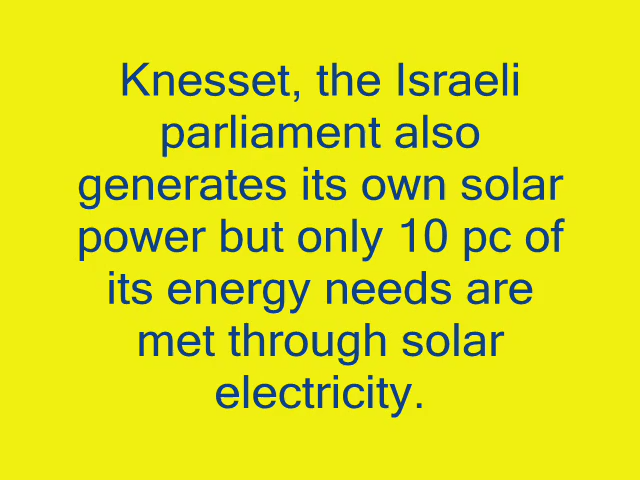 Knesset, the Israeli
parliament also
generates its own solar
power but only 10 pc of
its energy needs are
met through solar
electricity.